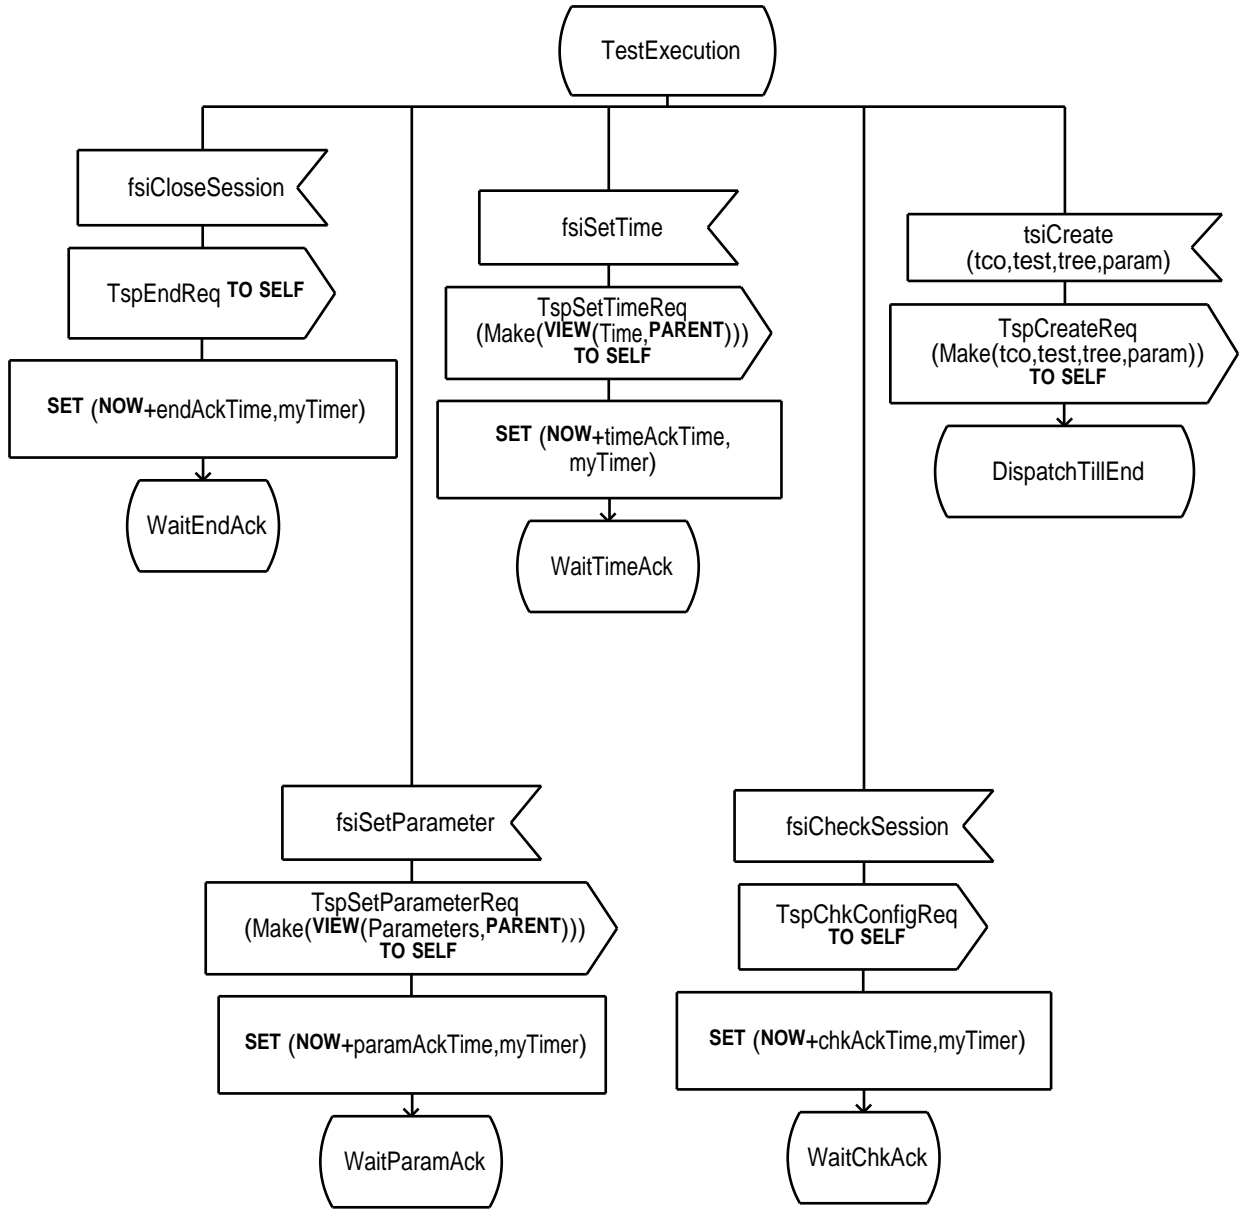 TestExecution
fsiCloseSession
TspEndReq TO SELF
SET (NOW+endAckTime,myTimer)
WaitEndAck
fsiSetTime
TspSetTimeReq
(Make(VIEW(Time,PARENT)))
TO SELF
SET (NOW+timeAckTime,
myTimer)
WaitTimeAck
tsiCreate
(tco,test,tree,param)
TspCreateReq
(Make(tco,test,tree,param))
TO SELF
DispatchTillEnd
fsiSetParameter
TspSetParameterReq
(Make(VIEW(Parameters,PARENT)))
TO SELF
SET (NOW+paramAckTime,myTimer)
WaitParamAck
fsiCheckSession
TspChkConfigReq
TO SELF
SET (NOW+chkAckTime,myTimer)
WaitChkAck